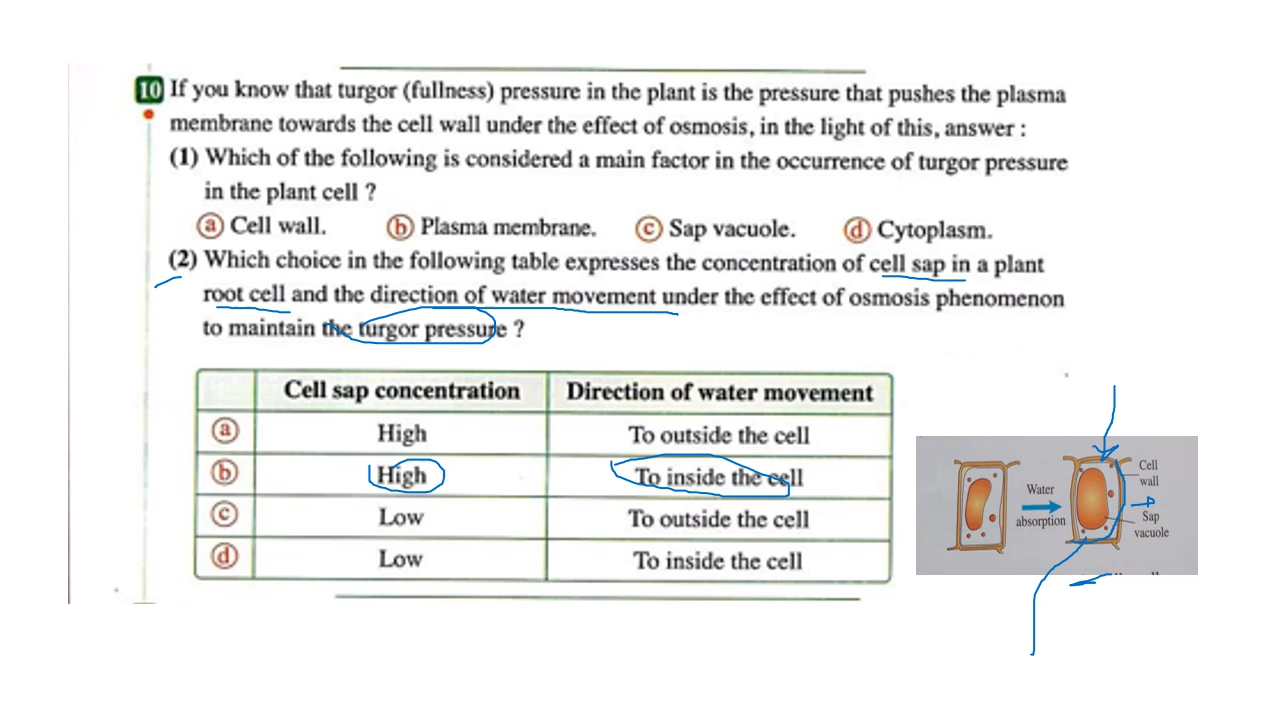 10 If you know that turgor (fullness) pressure in the plant is the pressure that pushes the plasma
membrane towards the cell wall under the effect of osmosis, in the light of this, answer :
(1) Which of the following is considered a main factor in the occurrence of turgor pressure
in the plant cell ?
a Cell wall. b Plasma membrane. c Sap vacuole. d Cytoplasm.
(2) Which choice in the following table expresses the concentration of cell sap in a plant
root cell and the direction of water movement under the effect of osmosis phenomenon
to maintain the turgor pressure ?
Cell sap concentration Direction of water movement
a High To outside the cell
b High To inside the cell
c Low To outside the cell
d Low To inside the cell
Water
absorption
Cell
wall
Sap
vacuole